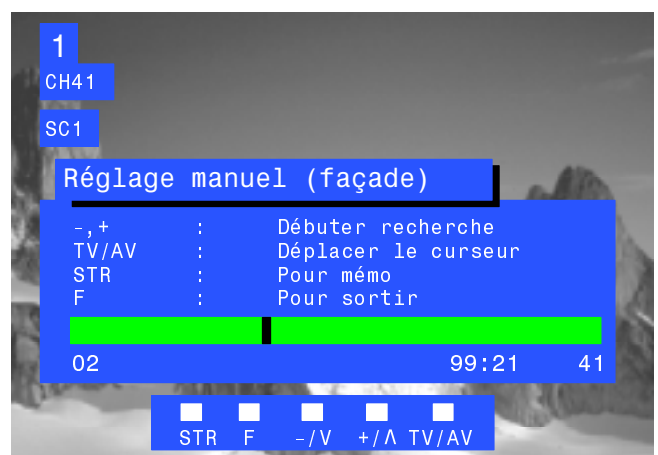 1
CH41
SC1
Réglage manuel (façade)
-,+ : Débuter recherche
TV/AV : Déplacer le curseur
STR : Pour mémo
F : Pour sortir
02 99:21 41
STR F -/V +/Λ TV/AV